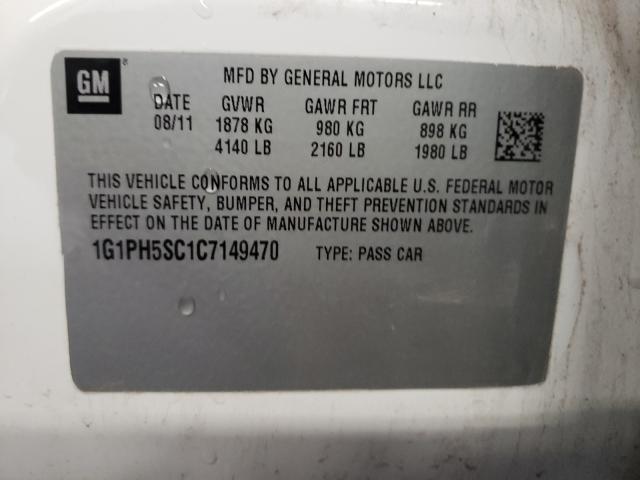 GM
MFD BY GENERAL MOTORS LLC
DATE GVWR GAWR FRT GAWR RR
08/11 1878 KG 980 KG 898 KG
4140 LB 2160 LB 1980 LB
THIS VEHICLE CONFORMS TO ALL APPLICABLE U.S. FEDERAL MOTOR
VEHICLE SAFETY, BUMPER, AND THEFT PREVENTION STANDARDS IN
EFFECT ON THE DATE OF MANUFACTURE SHOWN ABOVE.
1G1PH5SC1C7149470 TYPE: PASS CAR